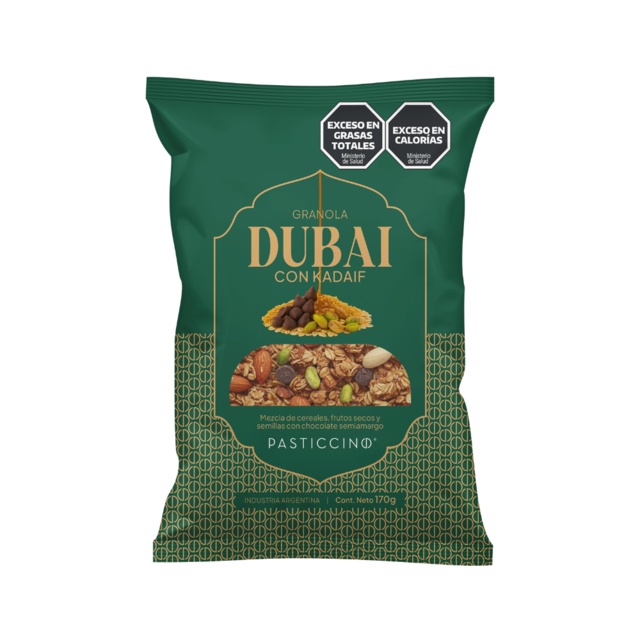 EXCESO EN
GRASAS
TOTALES
Ministerio
de Salud
EXCESO EN
CALORÍAS
Ministerio
de Salud
GRANOLA
DUBAI
CON KADAIF
Mezcla de cereales, frutos secos y
semillas con chocolate semiamargo
PASTICCINO®
INDUSTRIA ARGENTINA | Cont. Neto 170g